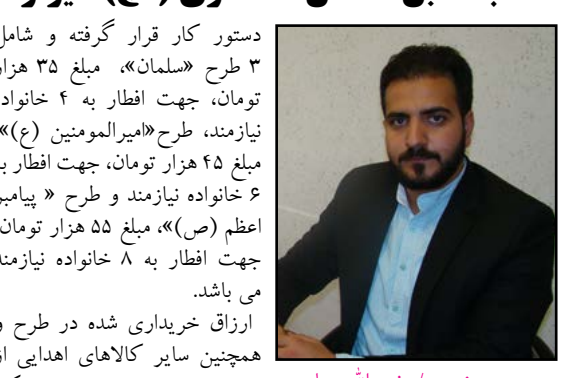 دستور کار قرار گرفته و شامل
۳ طرح «سلمان»، مبلغ ۳۵ هزار
تومان، جهت افطار به ۴ خانواده
نیازمند، طرح«امیرالمومنین (ع)»
مبلغ ۴۵ هزار تومان، جهت افطار به
۶ خانواده نیازمند و طرح « پیامبر
اعظم (ص)»، مبلغ ۵۵ هزار تومان
جهت افطار به ۸ خانواده نیازمند
می باشد.
ارزاق خریداری شده در طرح و
همچنین سایر کالاهای اهدایی از